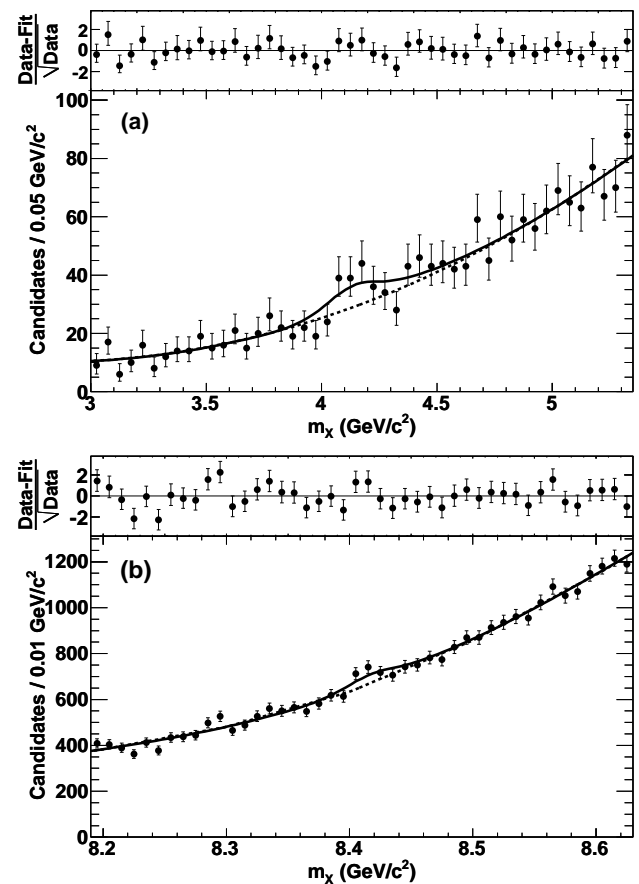 Data-Fit
√Data
2
0
-2
(a)
Candidates / 0.05 GeV/c²
100
80
60
40
20
0
3 3.5 4 4.5 5
m_X (GeV/c²)
Data-Fit
√Data
2
0
-2
(b)
Candidates / 0.01 GeV/c²
1200
1000
800
600
400
200
0
8.2 8.3 8.4 8.5 8.6
m_X (GeV/c²)